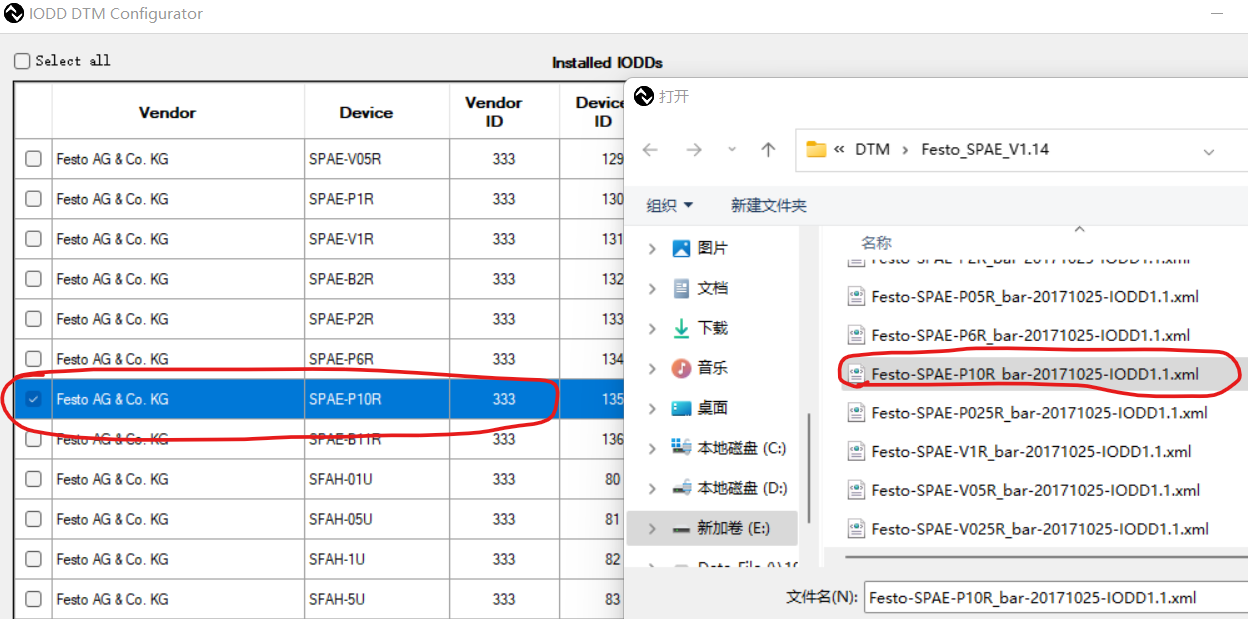 IODD DTM Configurator
Select all
Installed IODDs
Vendor Device Vendor ID Device ID
Festo AG & Co. KG SPAE-V05R 333 129
Festo AG & Co. KG SPAE-P1R 333 130
Festo AG & Co. KG SPAE-V1R 333 131
Festo AG & Co. KG SPAE-B2R 333 132
Festo AG & Co. KG SPAE-P2R 333 133
Festo AG & Co. KG SPAE-P6R 333 134
Festo AG & Co. KG SPAE-P10R 333 135
Festo AG & Co. KG SPAE-B11R 333 136
Festo AG & Co. KG SFAH-01U 333 80
Festo AG & Co. KG SFAH-05U 333 81
Festo AG & Co. KG SFAH-1U 333 82
Festo AG & Co. KG SFAH-5U 333 83
打开
« DTM › Festo_SPAE_V1.14
组织 新建文件夹
图片
文档
下载
音乐
桌面
本地磁盘 (C:)
本地磁盘 (D:)
新加卷 (E:)
名称
Festo-SPAE-P2R_bar-20171025-IODD1.1.xml
Festo-SPAE-P05R_bar-20171025-IODD1.1.xml
Festo-SPAE-P6R_bar-20171025-IODD1.1.xml
Festo-SPAE-P10R_bar-20171025-IODD1.1.xml
Festo-SPAE-P025R_bar-20171025-IODD1.1.xml
Festo-SPAE-V1R_bar-20171025-IODD1.1.xml
Festo-SPAE-V05R_bar-20171025-IODD1.1.xml
Festo-SPAE-V025R_bar-20171025-IODD1.1.xml
文件名(N): Festo-SPAE-P10R_bar-20171025-IODD1.1.xml